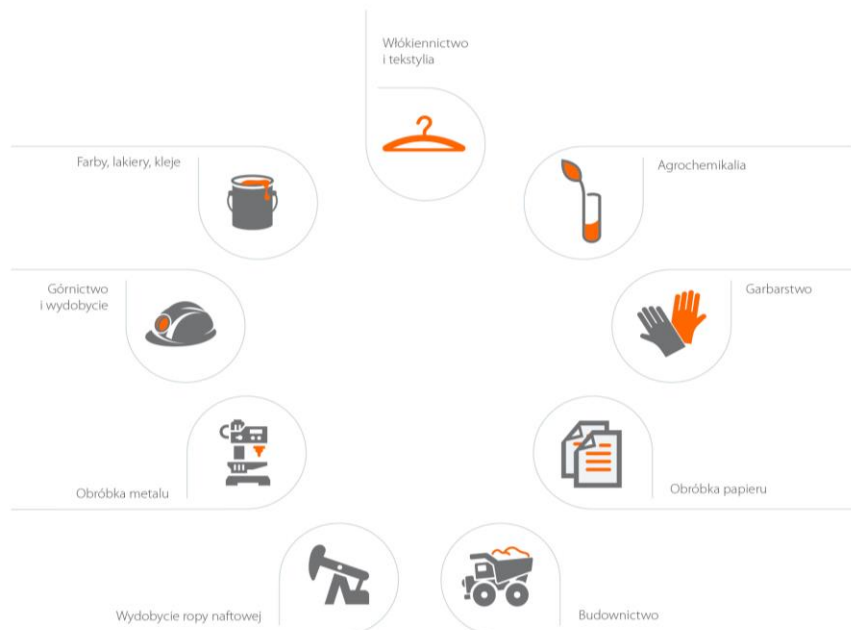 Włókiennictwo
i tekstylia
Farby, lakiery, kleje
Agrochemikalia
Górnictwo
i wydobycie
Garbarstwo
Obróbka metalu
Obróbka papieru
Wydobycie ropy naftowej
Budownictwo